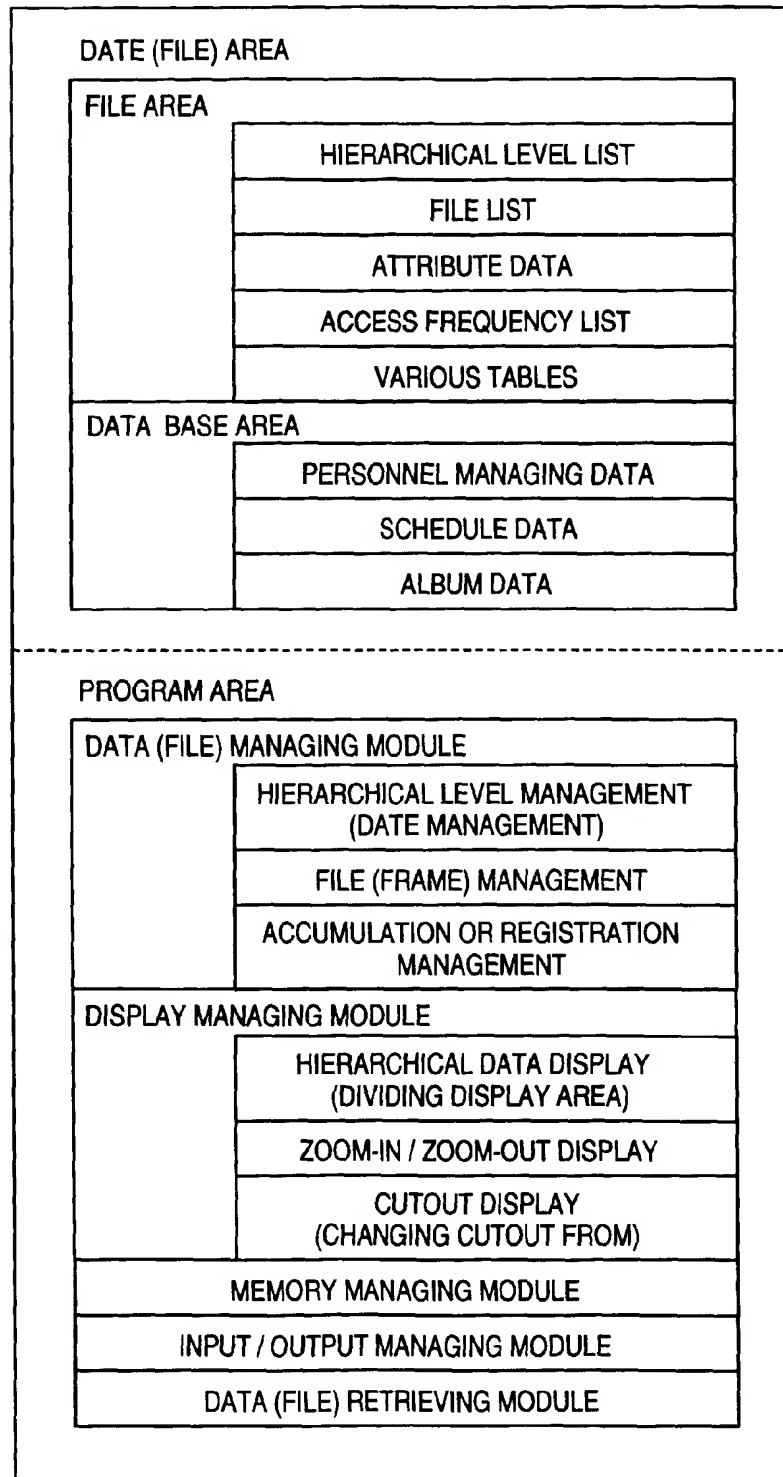 DATE (FILE) AREA
FILE AREA
HIERARCHICAL LEVEL LIST
FILE LIST
ATTRIBUTE DATA
ACCESS FREQUENCY LIST
VARIOUS TABLES
DATA BASE AREA
PERSONNEL MANAGING DATA
SCHEDULE DATA
ALBUM DATA
PROGRAM AREA
DATA (FILE) MANAGING MODULE
HIERARCHICAL LEVEL MANAGEMENT
(DATE MANAGEMENT)
FILE (FRAME) MANAGEMENT
ACCUMULATION OR REGISTRATION
MANAGEMENT
DISPLAY MANAGING MODULE
HIERARCHICAL DATA DISPLAY
(DIVIDING DISPLAY AREA)
ZOOM-IN / ZOOM-OUT DISPLAY
CUTOUT DISPLAY
(CHANGING CUTOUT FROM)
MEMORY MANAGING MODULE
INPUT / OUTPUT MANAGING MODULE
DATA (FILE) RETRIEVING MODULE